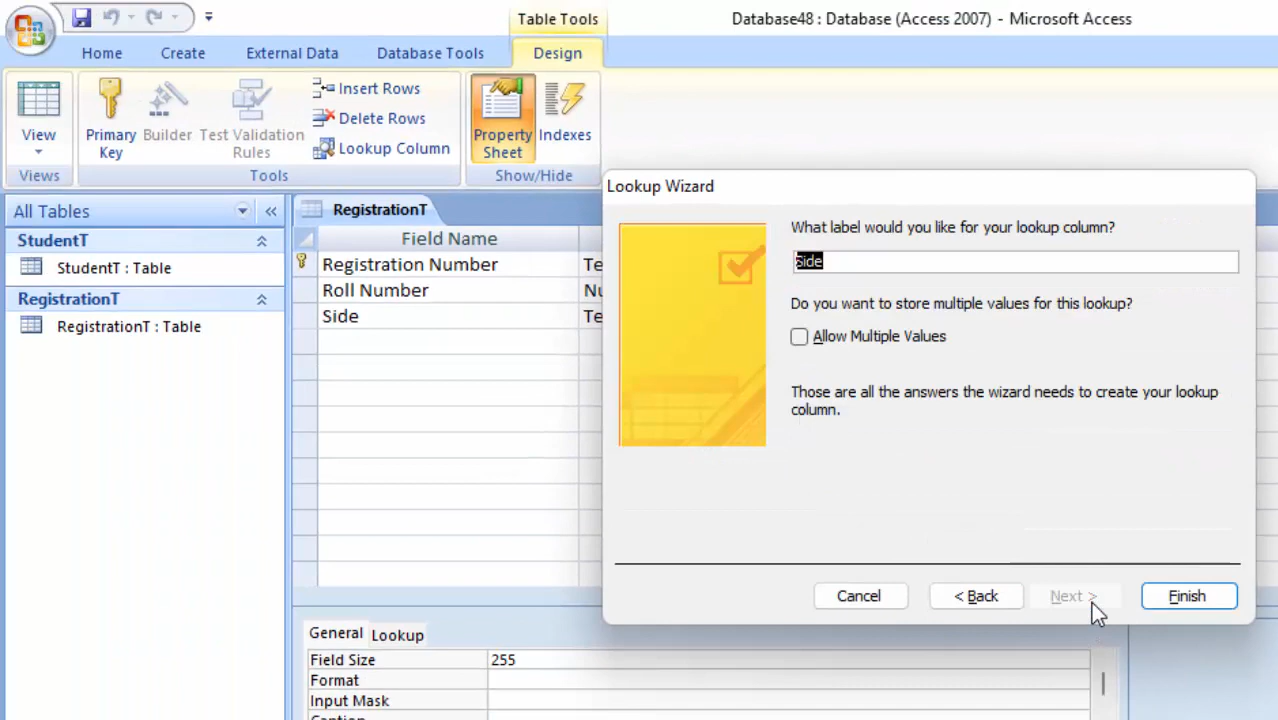 Table Tools
Database48 : Database (Access 2007) - Microsoft Access
Home
Create
External Data
Database Tools
Design
View
Primary Key
Builder
Test Validation Rules
Insert Rows
Delete Rows
Lookup Column
Property Sheet
Indexes
Views
Tools
Show/Hide
All Tables
StudentT
StudentT : Table
RegistrationT
RegistrationT : Table
RegistrationT
Field Name
Registration Number
Te
Roll Number
Nu
Side
Te
Lookup Wizard
What label would you like for your lookup column?
Side
Do you want to store multiple values for this lookup?
Allow Multiple Values
Those are all the answers the wizard needs to create your lookup
column.
Cancel
< Back
Next >
Finish
General
Lookup
Field Size
255
Format
Input Mask